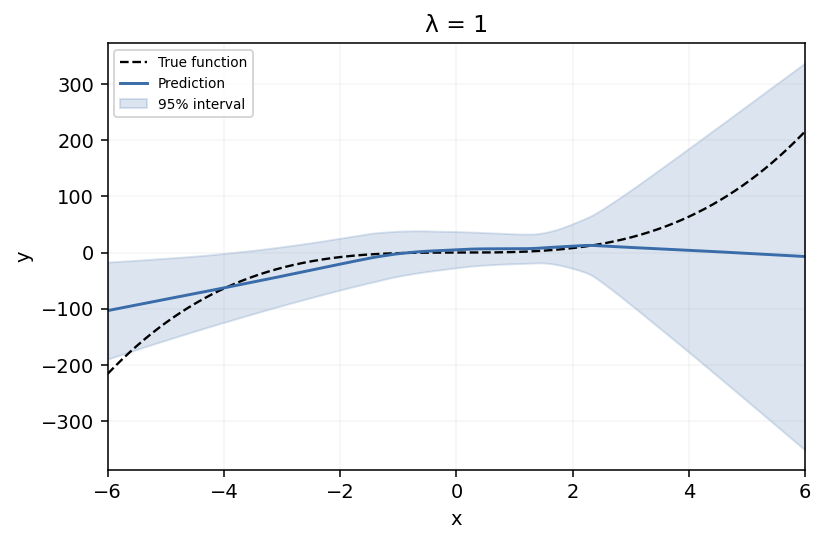 λ = 1
True function
Prediction
95% interval
300
200
100
0
−100
−200
−300
y
−6 −4 −2 0 2 4 6
x